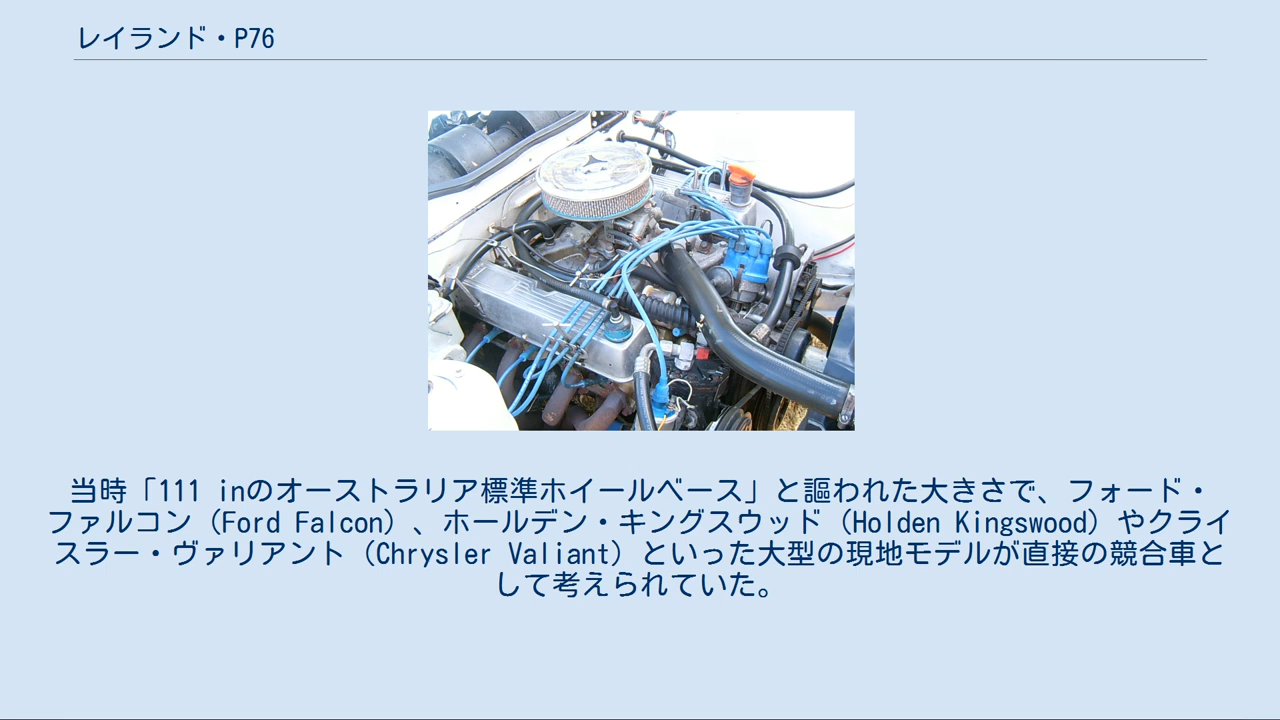 レイランド・P76
当時「111 inのオーストラリア標準ホイールベース」と謳われた大きさで、フォード・
ファルコン（Ford Falcon）、ホールデン・キングスウッド（Holden Kingswood）やクライ
スラー・ヴァリアント（Chrysler Valiant）といった大型の現地モデルが直接の競合車と
して考えられていた。